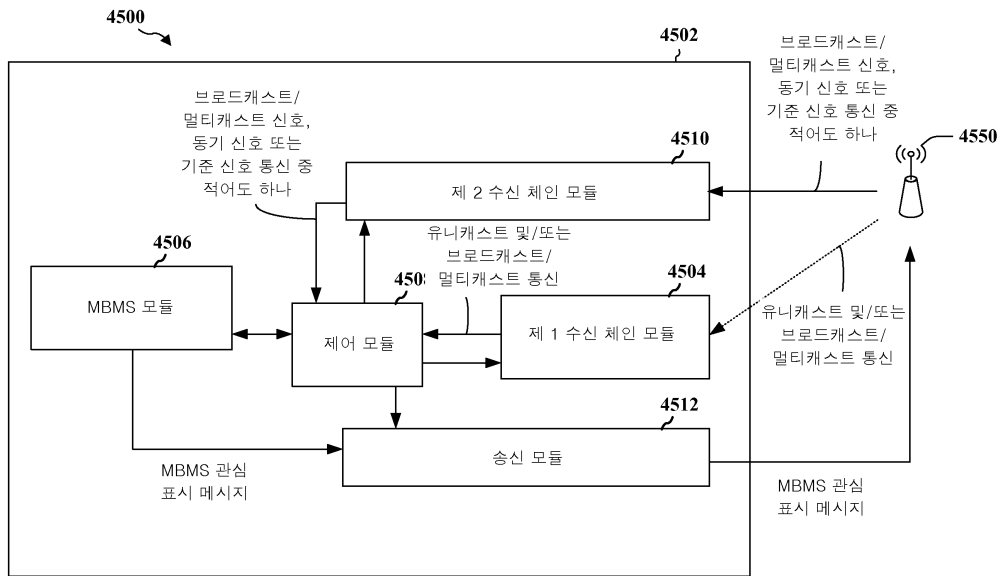 4500
4502
브로드캐스트/
멀티캐스트 신호,
동기 신호 또는
기준 신호 통신 중
적어도 하나
4550
브로드캐스트/
멀티캐스트 신호,
동기 신호 또는
기준 신호 통신 중
적어도 하나
4510
제 2 수신 체인 모듈
유니캐스트 및/또는
브로드캐스트/
멀티캐스트 통신
4506
MBMS 모듈
제어 모듈
4504
제 1 수신 체인 모듈
유니캐스트 및/또는
브로드캐스트/
멀티캐스트 통신
4512
송신 모듈
MBMS 관심
표시 메시지
MBMS 관심
표시 메시지